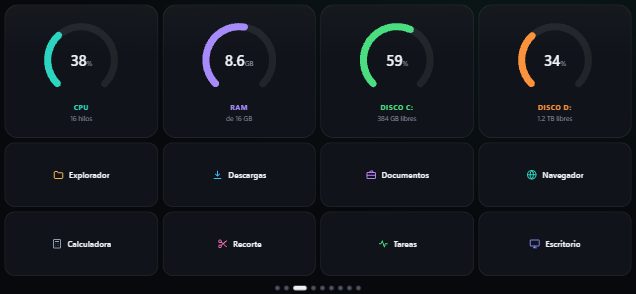 38%
8.6GB
59%
34%
CPU
RAM
DISCO C:
DISCO D:
16 hilos
de 16 GB
384 GB libres
1.2 TB libres
Explorador
Descargas
Documentos
Navegador
Calculadora
Recorte
Tareas
Escritorio